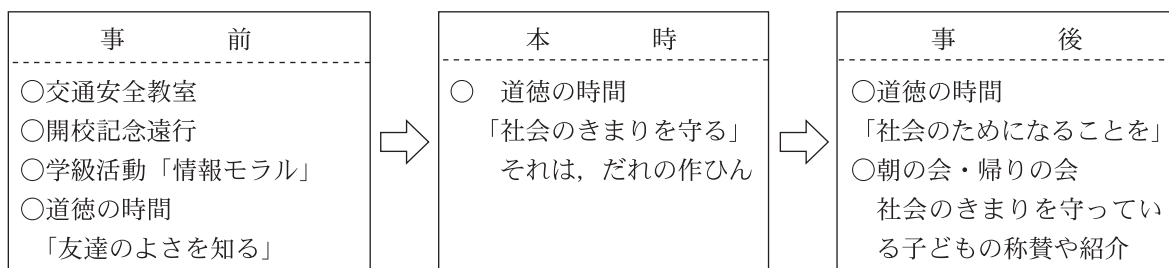 事前
○交通安全教室
○開校記念遠行
○学級活動「情報モラル」
○道徳の時間
「友達のよさを知る」
本時
○ 道徳の時間
「社会のきまりを守る」
それは，だれの作ひん
事後
○道徳の時間
「社会のためになることを」
○朝の会・帰りの会
社会のきまりを守ってい
る子どもの称賛や紹介